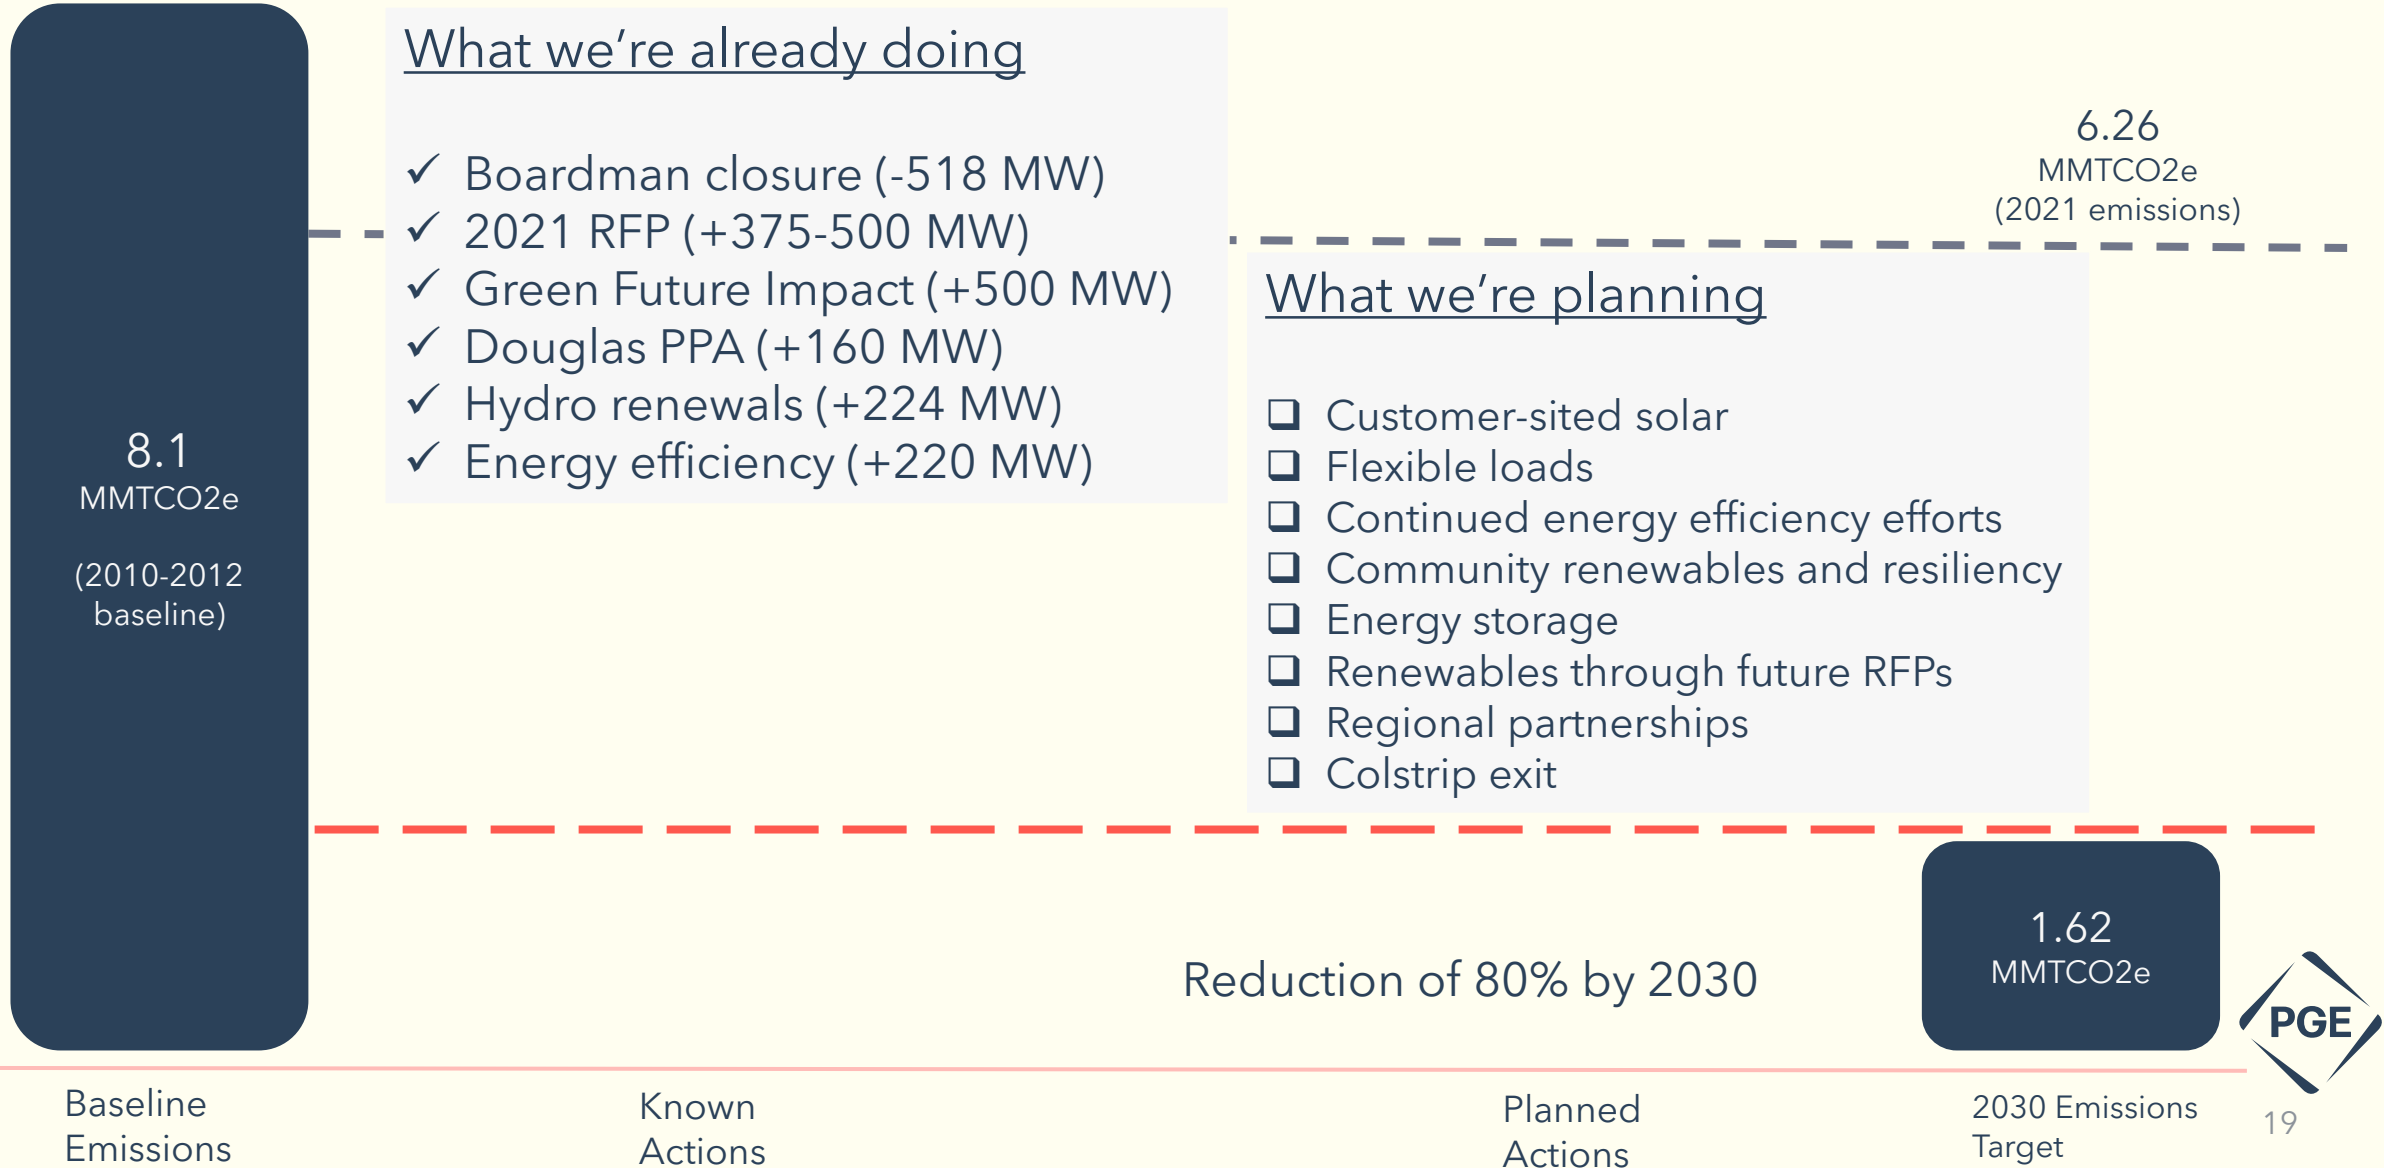 8.1
MMTCO2e
(2010-2012
baseline)
What we're already doing
✓ Boardman closure (-518 MW)
✓ 2021 RFP (+375-500 MW)
✓ Green Future Impact (+500 MW)
✓ Douglas PPA (+160 MW)
✓ Hydro renewals (+224 MW)
✓ Energy efficiency (+220 MW)
6.26
MMTCO2e
(2021 emissions)
What we're planning
❑ Customer-sited solar
❑ Flexible loads
❑ Continued energy efficiency efforts
❑ Community renewables and resiliency
❑ Energy storage
❑ Renewables through future RFPs
❑ Regional partnerships
❑ Colstrip exit
Reduction of 80% by 2030
1.62
MMTCO2e
PGE
Baseline
Emissions
Known
Actions
Planned
Actions
2030 Emissions
Target
19